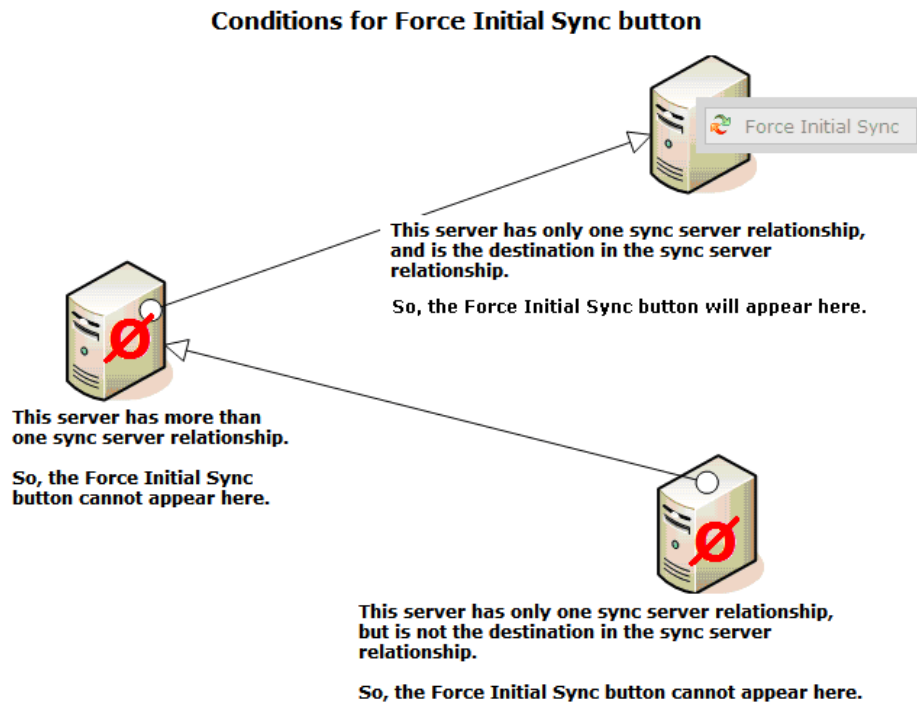 Conditions for Force Initial Sync button
Force Initial Sync
This server has only one sync server relationship,
and is the destination in the sync server
relationship.
So, the Force Initial Sync button will appear here.
This server has more than
one sync server relationship.
So, the Force Initial Sync
button cannot appear here.
This server has only one sync server relationship,
but is not the destination in the sync server
relationship.
So, the Force Initial Sync button cannot appear here.